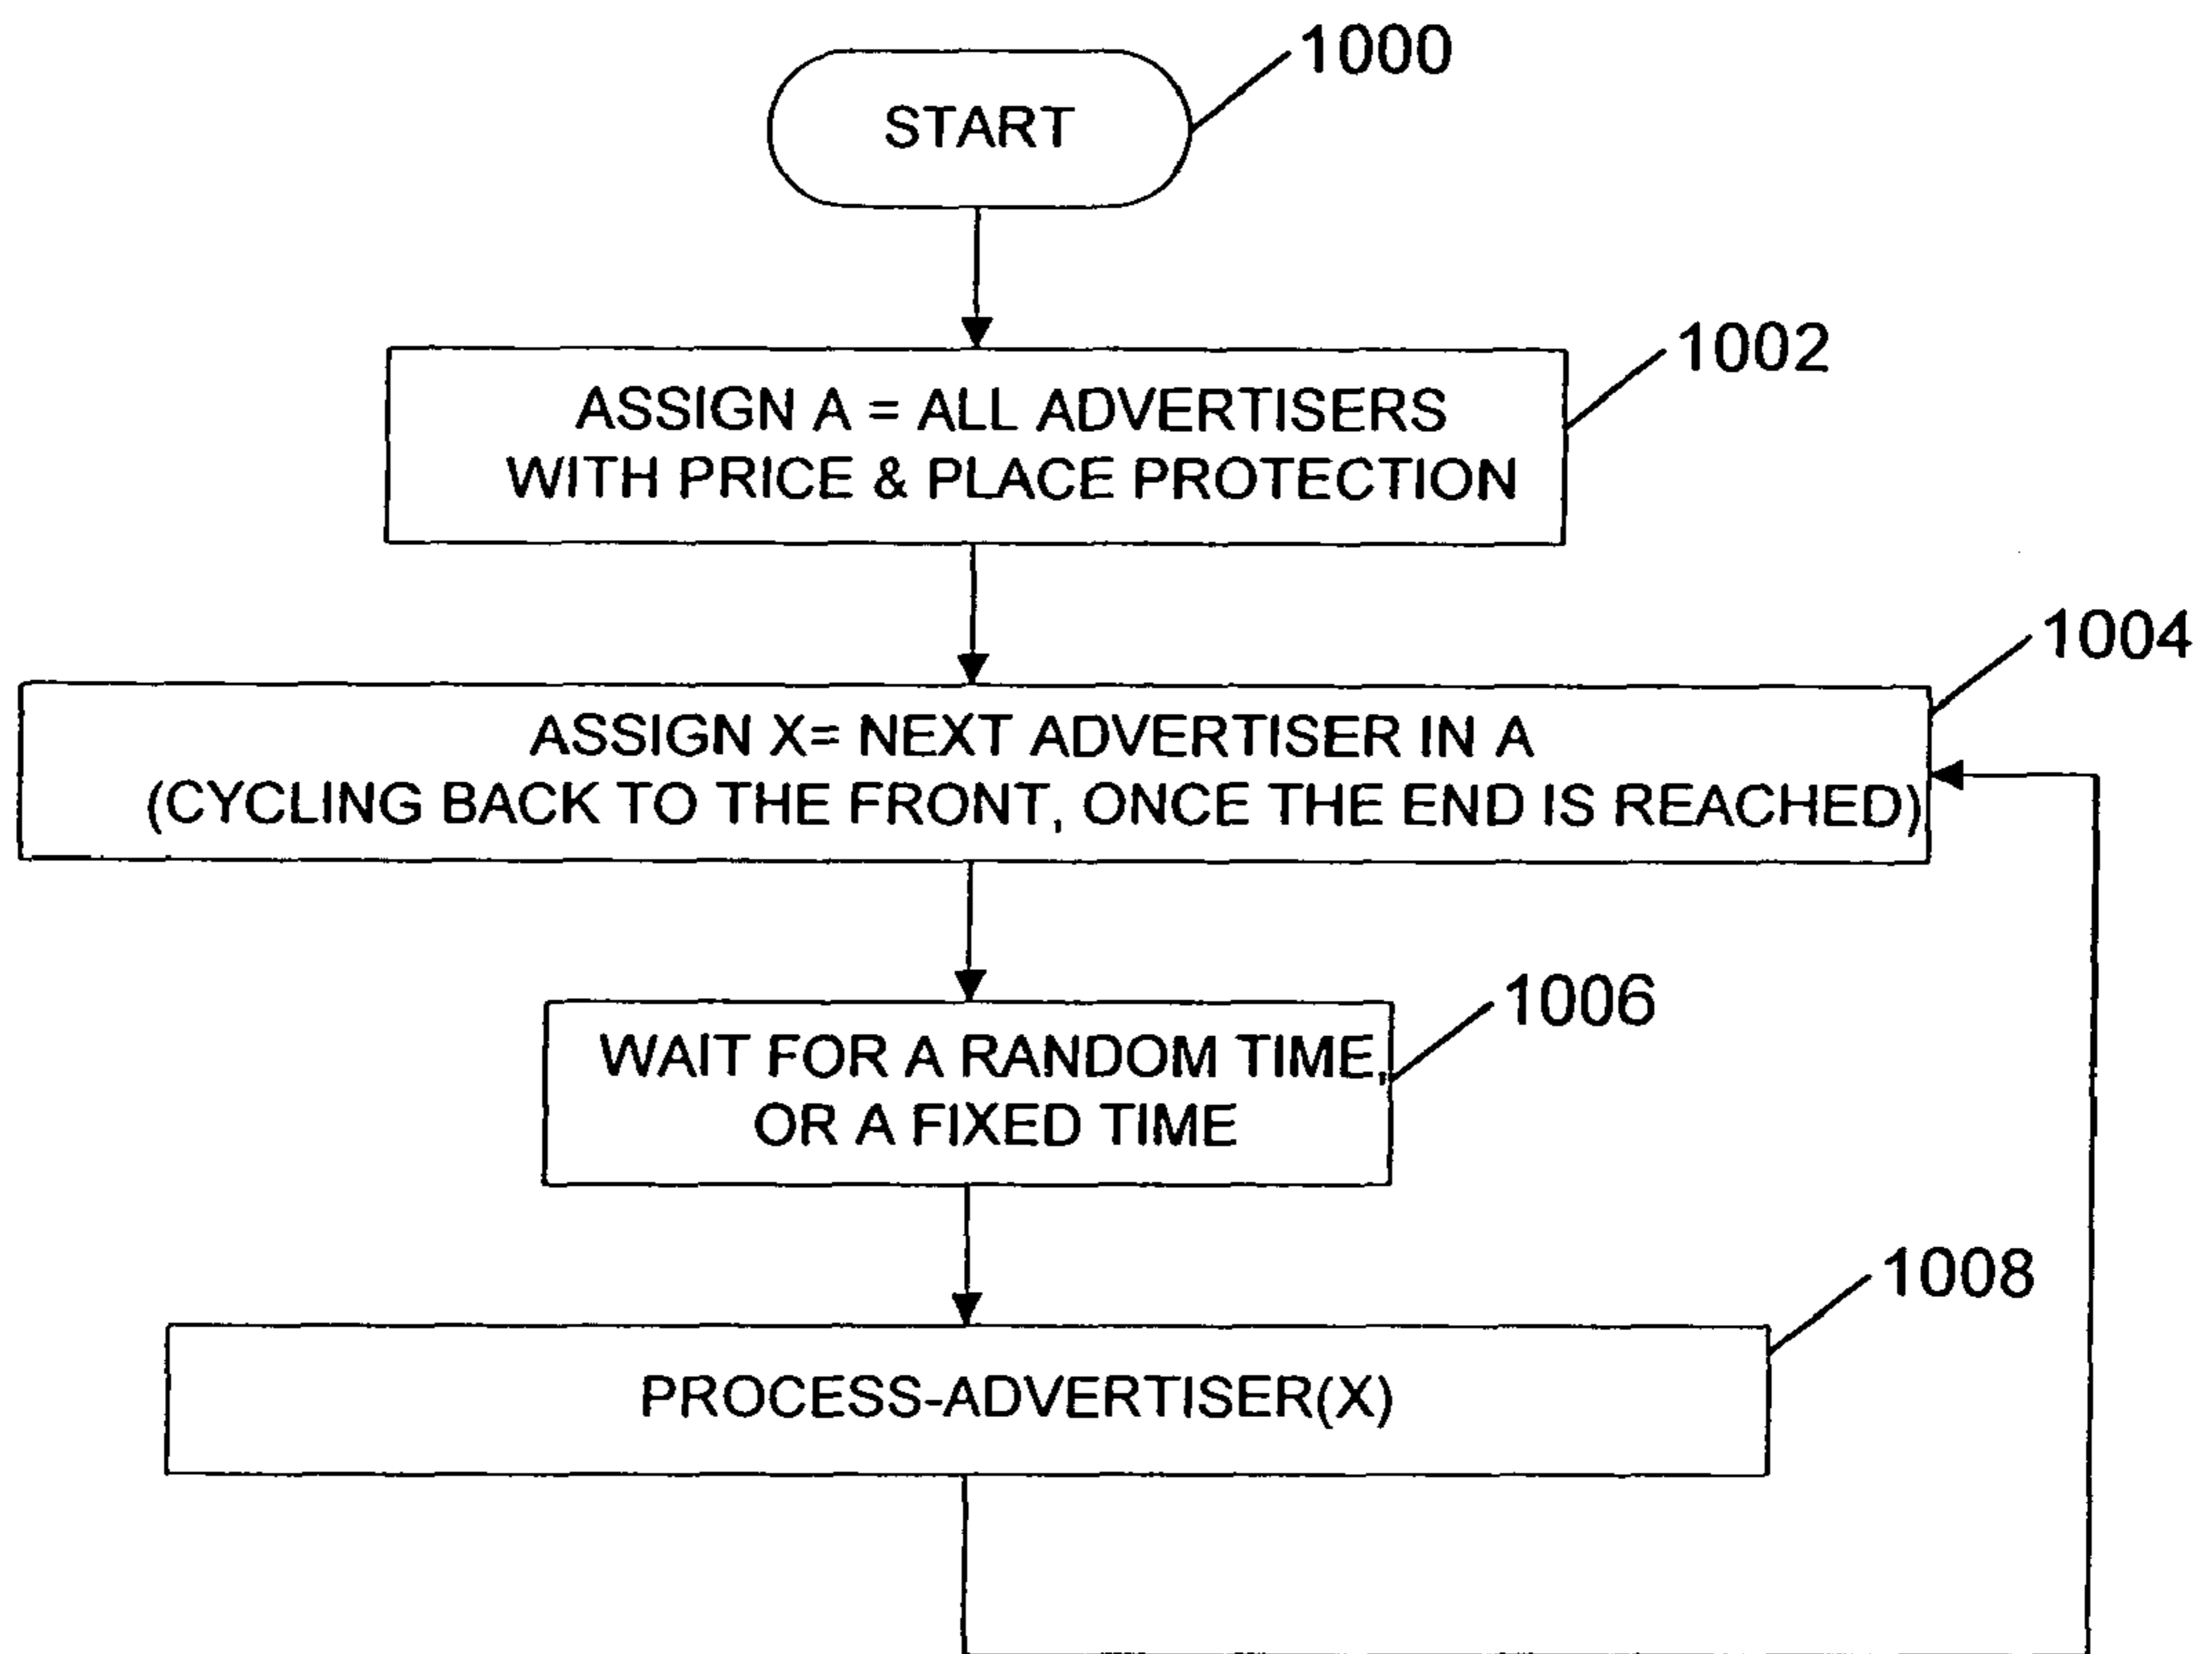 1000
START
1002
ASSIGN A = ALL ADVERTISERS
WITH PRICE & PLACE PROTECTION
1004
ASSIGN X= NEXT ADVERTISER IN A
(CYCLING BACK TO THE FRONT, ONCE THE END IS REACHED)
1006
WAIT FOR A RANDOM TIME,
OR A FIXED TIME
1008
PROCESS-ADVERTISER(X)